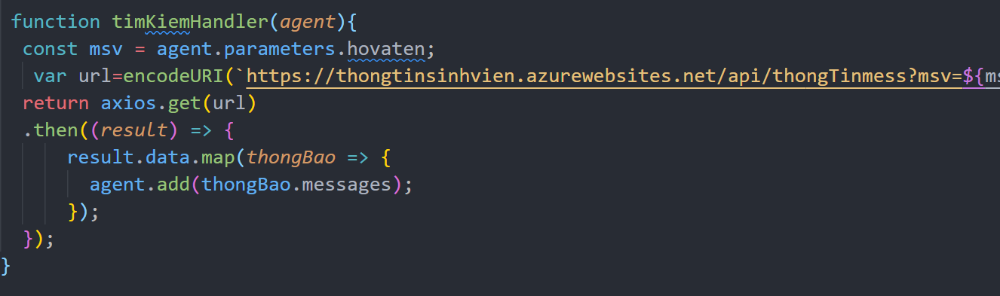 function timKiemHandler(agent){
const msv = agent.parameters.hovaten;
var url=encodeURI(`https://thongtinsinhvien.azurewebsites.net/api/thongTinmess?msv=${ms
return axios.get(url)
.then((result) => {
result.data.map(thongBao => {
agent.add(thongBao.messages);
});
});
}